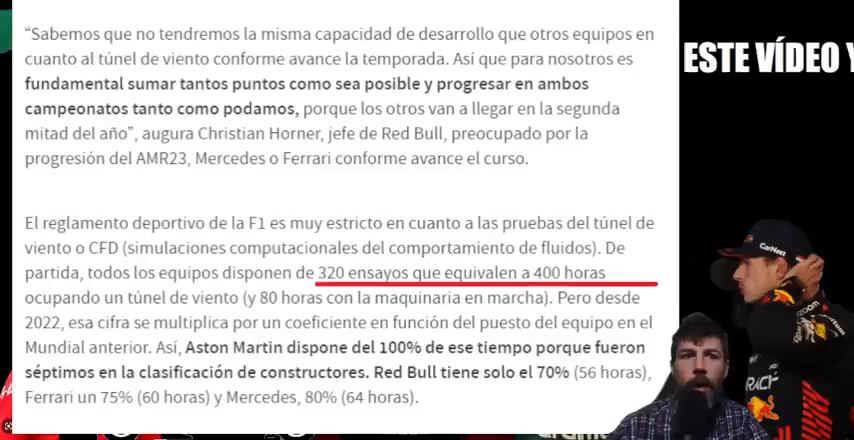 “Sabemos que no tendremos la misma capacidad de desarrollo que otros equipos en
cuanto al túnel de viento conforme avance la temporada. Así que para nosotros es
fundamental sumar tantos puntos como sea posible y progresar en ambos
campeonatos tanto como podamos, porque los otros van a llegar en la segunda
mitad del año”, augura Christian Horner, jefe de Red Bull, preocupado por la
progresión del AMR23, Mercedes o Ferrari conforme avance el curso.
El reglamento deportivo de la F1 es muy estricto en cuanto a las pruebas del túnel de
viento o CFD (simulaciones computacionales del comportamiento de fluidos). De
partida, todos los equipos disponen de 320 ensayos que equivalen a 400 horas
ocupando un túnel de viento (y 80 horas con la maquinaria en marcha). Pero desde
2022, esa cifra se multiplica por un coeficiente en función del puesto del equipo en el
Mundial anterior. Así, Aston Martin dispone del 100% de ese tiempo porque fueron
séptimos en la clasificación de constructores. Red Bull tiene solo el 70% (56 horas),
Ferrari un 75% (60 horas) y Mercedes, 80% (64 horas).
ESTE VÍDEO Y
CarNext